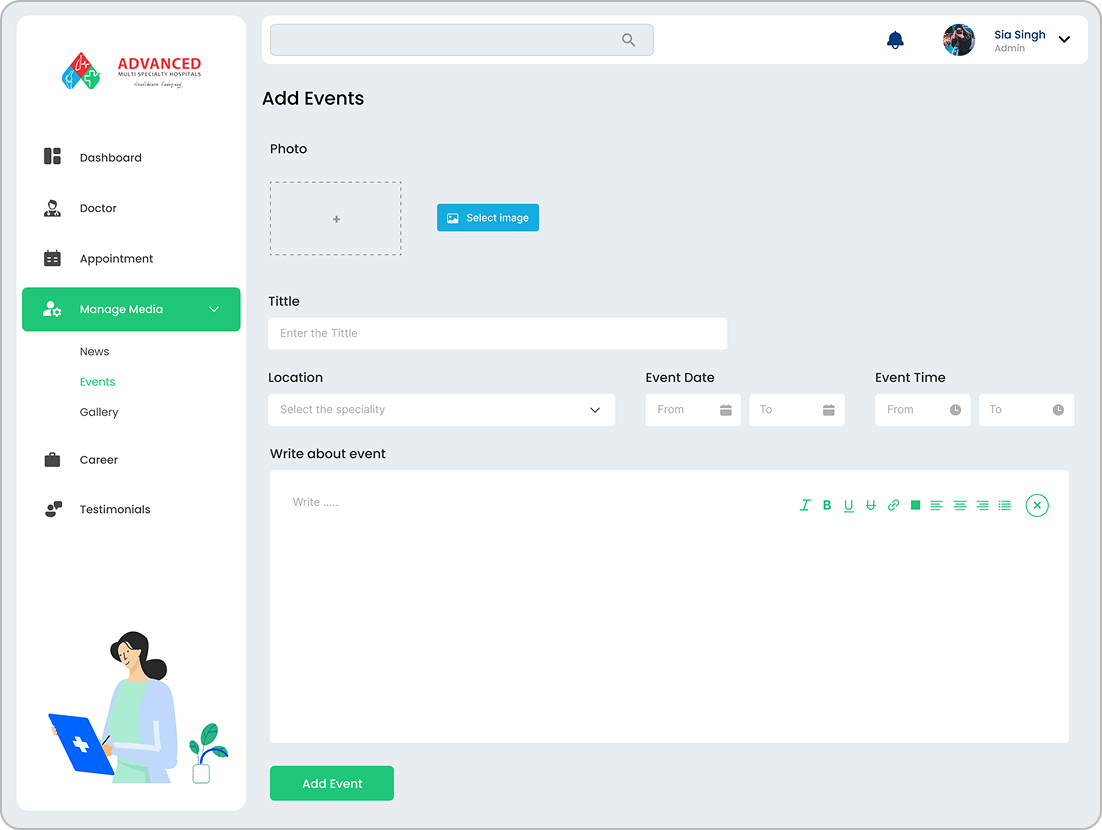 ADVANCED
MULTI SPECIALTY HOSPITALS
Healthcare Redefined
Dashboard
Doctor
Appointment
Manage Media
News
Events
Gallery
Career
Testimonials
Sia Singh
Admin
Add Events
Photo
+
Select image
Tittle
Enter the Tittle
Location
Event Date
Event Time
Select the speciality
From
To
From
To
Write about event
Write .....
I B U U
Add Event